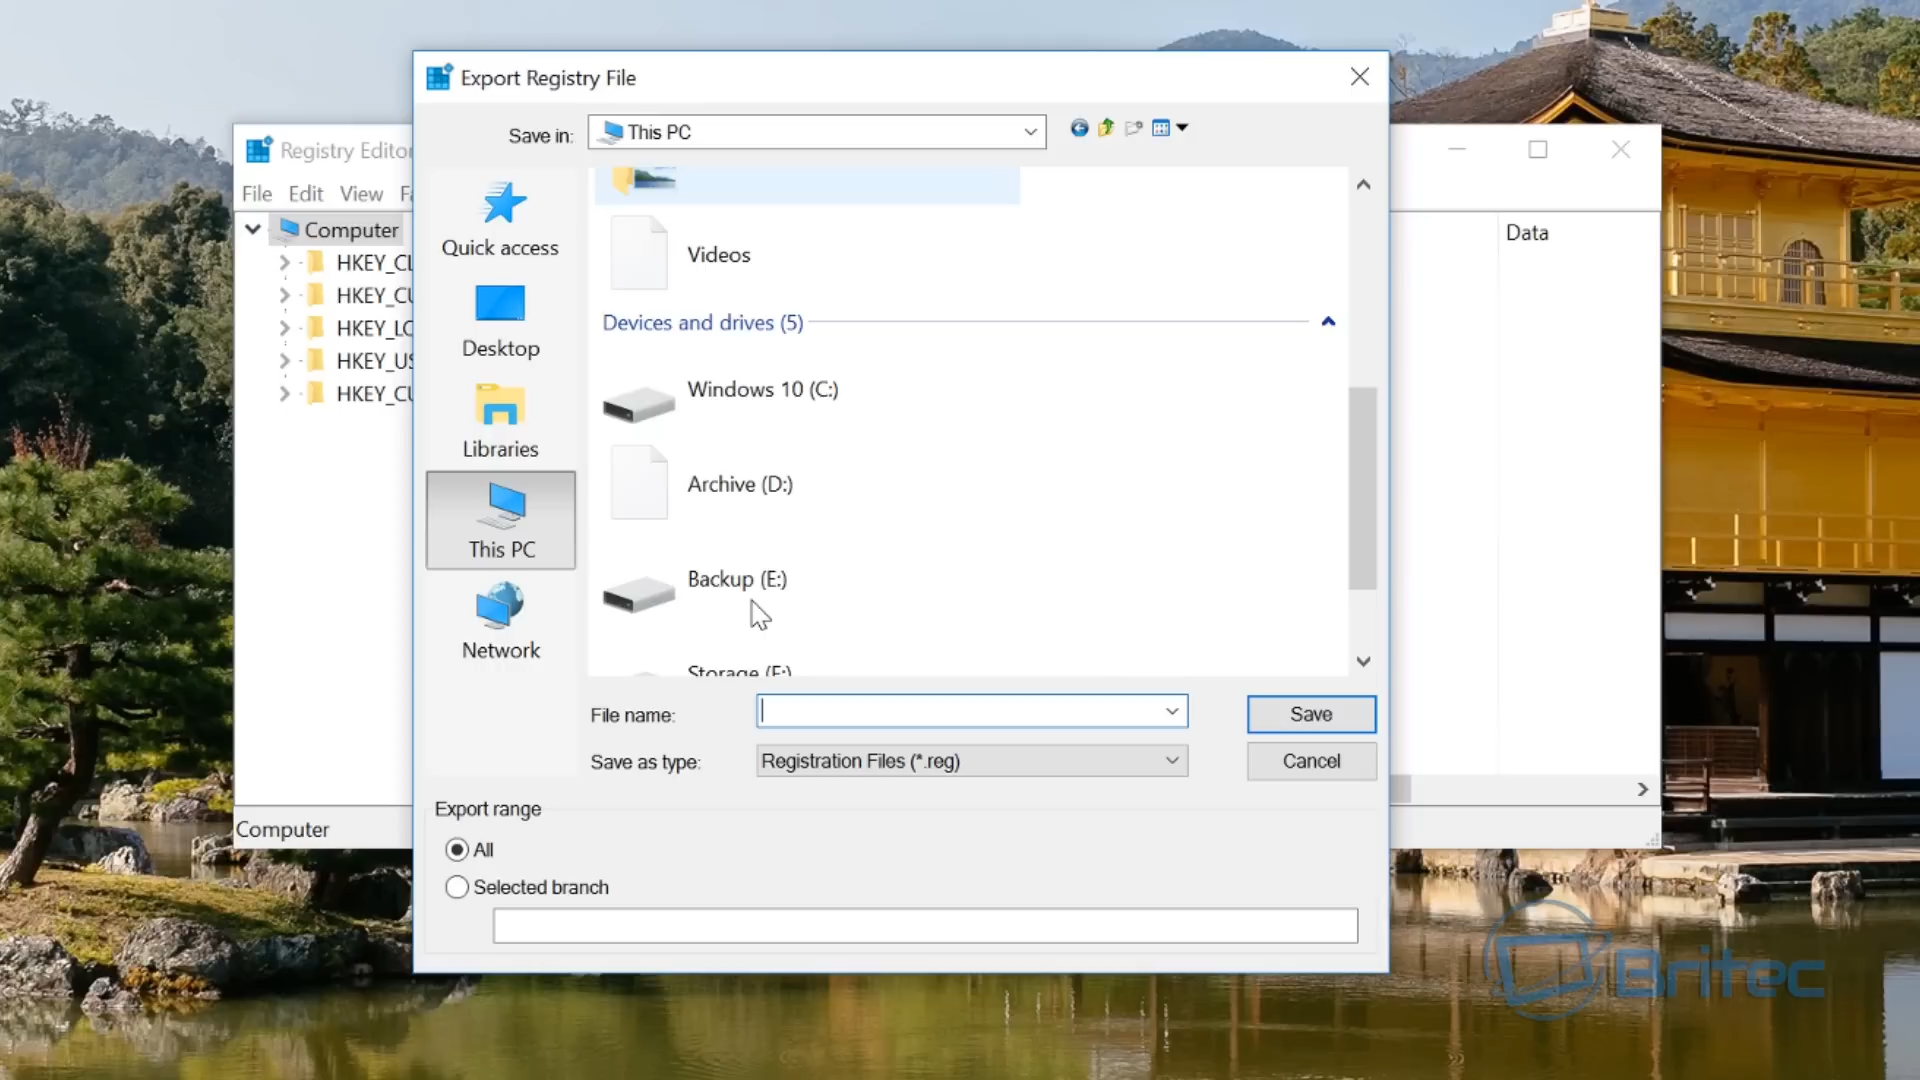 Export Registry File
Save in: This PC
Registry Editor
File Edit View
Computer
HKEY_CL
HKEY_CU
HKEY_LO
HKEY_US
HKEY_CU
Data
Quick access
Desktop
Libraries
This PC
Network
Videos
Devices and drives (5)
Windows 10 (C:)
Archive (D:)
Backup (E:)
Storage (F:)
File name:
Save
Save as type: Registration Files (*.reg)
Cancel
Export range
All
Selected branch
Computer
Britec